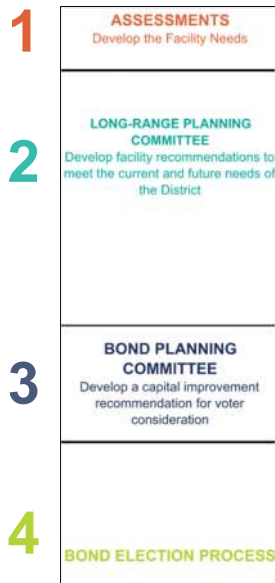 1
ASSESSMENTS
Develop the Facility Needs
2
LONG-RANGE PLANNING
COMMITTEE
Develop facility recommendations to
meet the current and future needs of
the District
3
BOND PLANNING
COMMITTEE
Develop a capital improvement
recommendation for voter
consideration
4
BOND ELECTION PROCESS